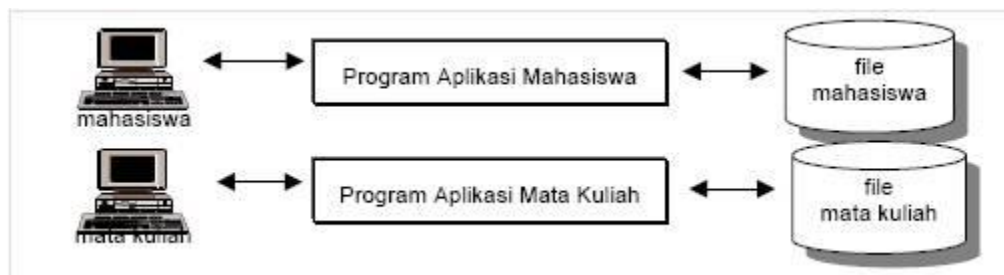 mahasiswa
Program Aplikasi Mahasiswa
file
mahasiswa
mata kuliah
Program Aplikasi Mata Kuliah
file
mata kuliah